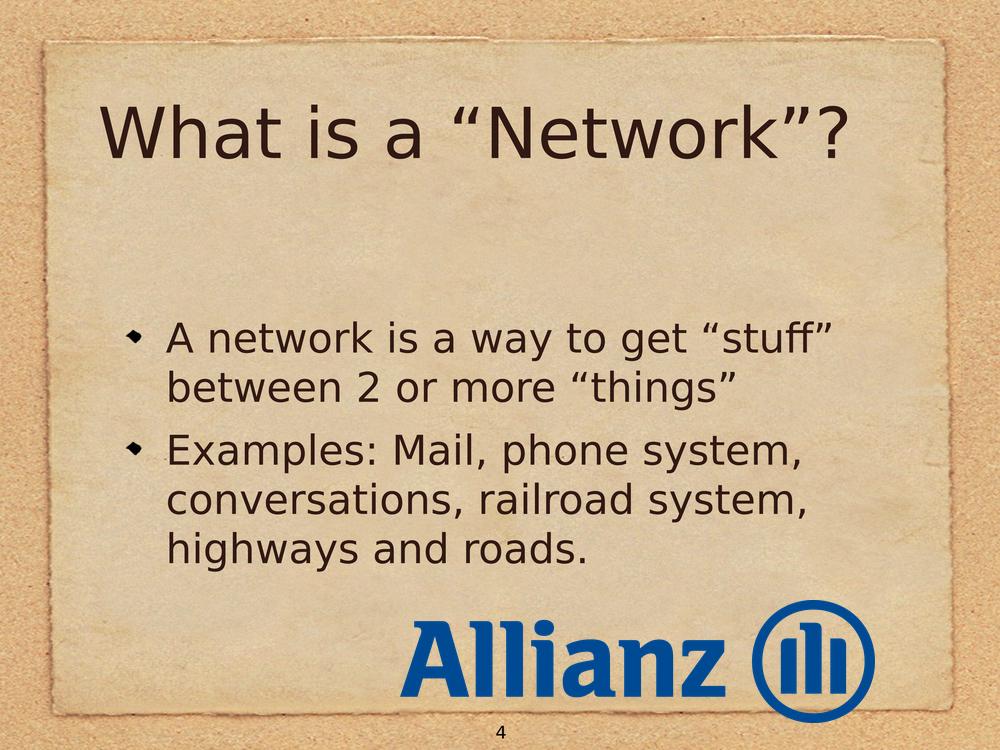 What is a “Network”?
A network is a way to get “stuff”
between 2 or more “things”
Examples: Mail, phone system,
conversations, railroad system,
highways and roads.
Allianz
4